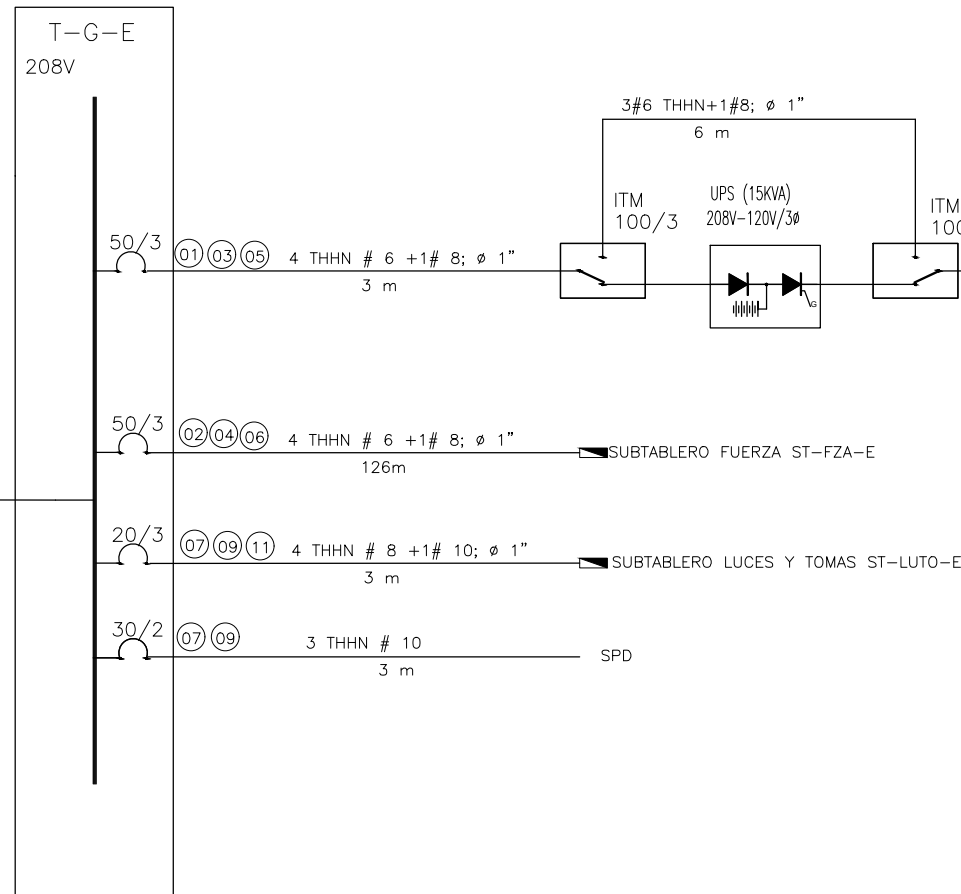 T-G-E
208V
3#6 THHN+1#8; ø 1"
6 m
ITM
100/3
UPS (15KVA)
208V-120V/3ø
ITM
100
50/3
01 03 05
4 THHN # 6 +1# 8; ø 1"
3 m
G
50/3
02 04 06
4 THHN # 6 +1# 8; ø 1"
126m
SUBTABLERO FUERZA ST-FZA-E
20/3
07 09 11
4 THHN # 8 +1# 10; ø 1"
3 m
SUBTABLERO LUCES Y TOMAS ST-LUTO-E
30/2
07 09
3 THHN # 10
3 m
SPD